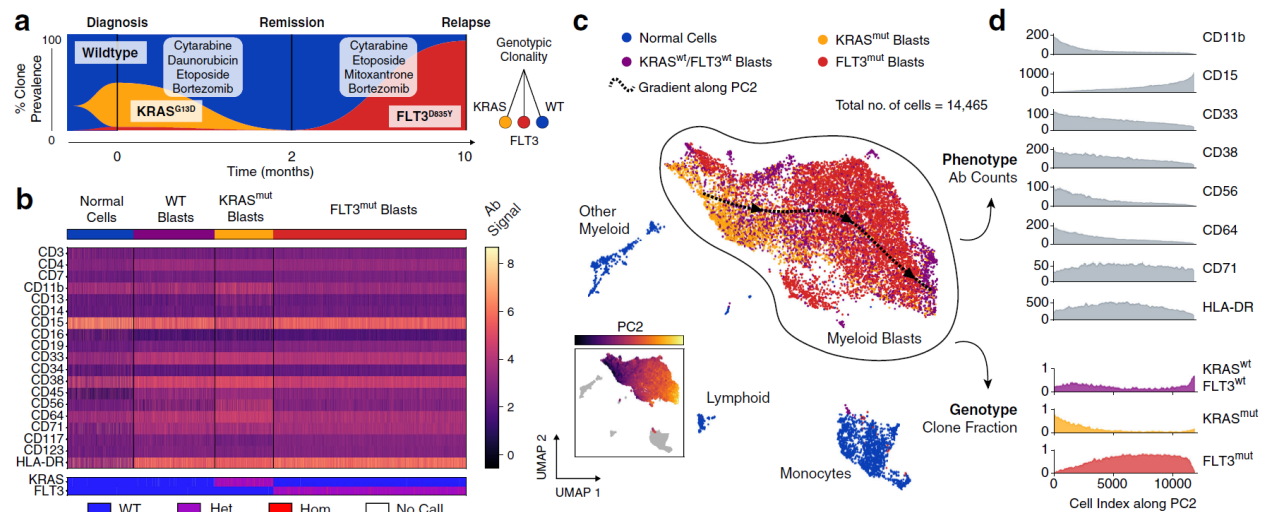 a
Diagnosis
Remission
Relapse
% Clone
Prevalence
100
0
Wildtype
Cytarabine
Daunorubicin
Etoposide
Bortezomib
KRASG13D
Cytarabine
Etoposide
Mitoxantrone
Bortezomib
FLT3D835Y
0
2
10
Time (months)
Genotypic
Clonality
KRAS
WT
FLT3
b
Normal
Cells
WT
Blasts
KRASmut
Blasts
FLT3mut Blasts
Ab
Signal
CD3
CD4
CD7
CD11b
CD13
CD14
CD15
CD16
CD19
CD33
CD34
CD38
CD45
CD56
CD64
CD71
CD117
CD123
HLA-DR
KRAS
FLT3
8
6
4
2
0
WT
Het
Hom
No Call
c
Normal Cells
KRASmut Blasts
KRASwt/FLT3wt Blasts
FLT3mut Blasts
Gradient along PC2
Total no. of cells = 14,465
Other
Myeloid
Myeloid Blasts
Phenotype
Ab Counts
PC2
Lymphoid
Monocytes
Genotype
Clone Fraction
UMAP 2
UMAP 1
d
200
0
CD11b
1000
0
CD15
100
0
CD33
200
0
CD38
100
0
CD56
200
0
CD64
50
0
CD71
500
0
HLA-DR
1
0
KRASwt
FLT3wt
1
0
KRASmut
1
0
FLT3mut
0
5000
10000
Cell Index along PC2